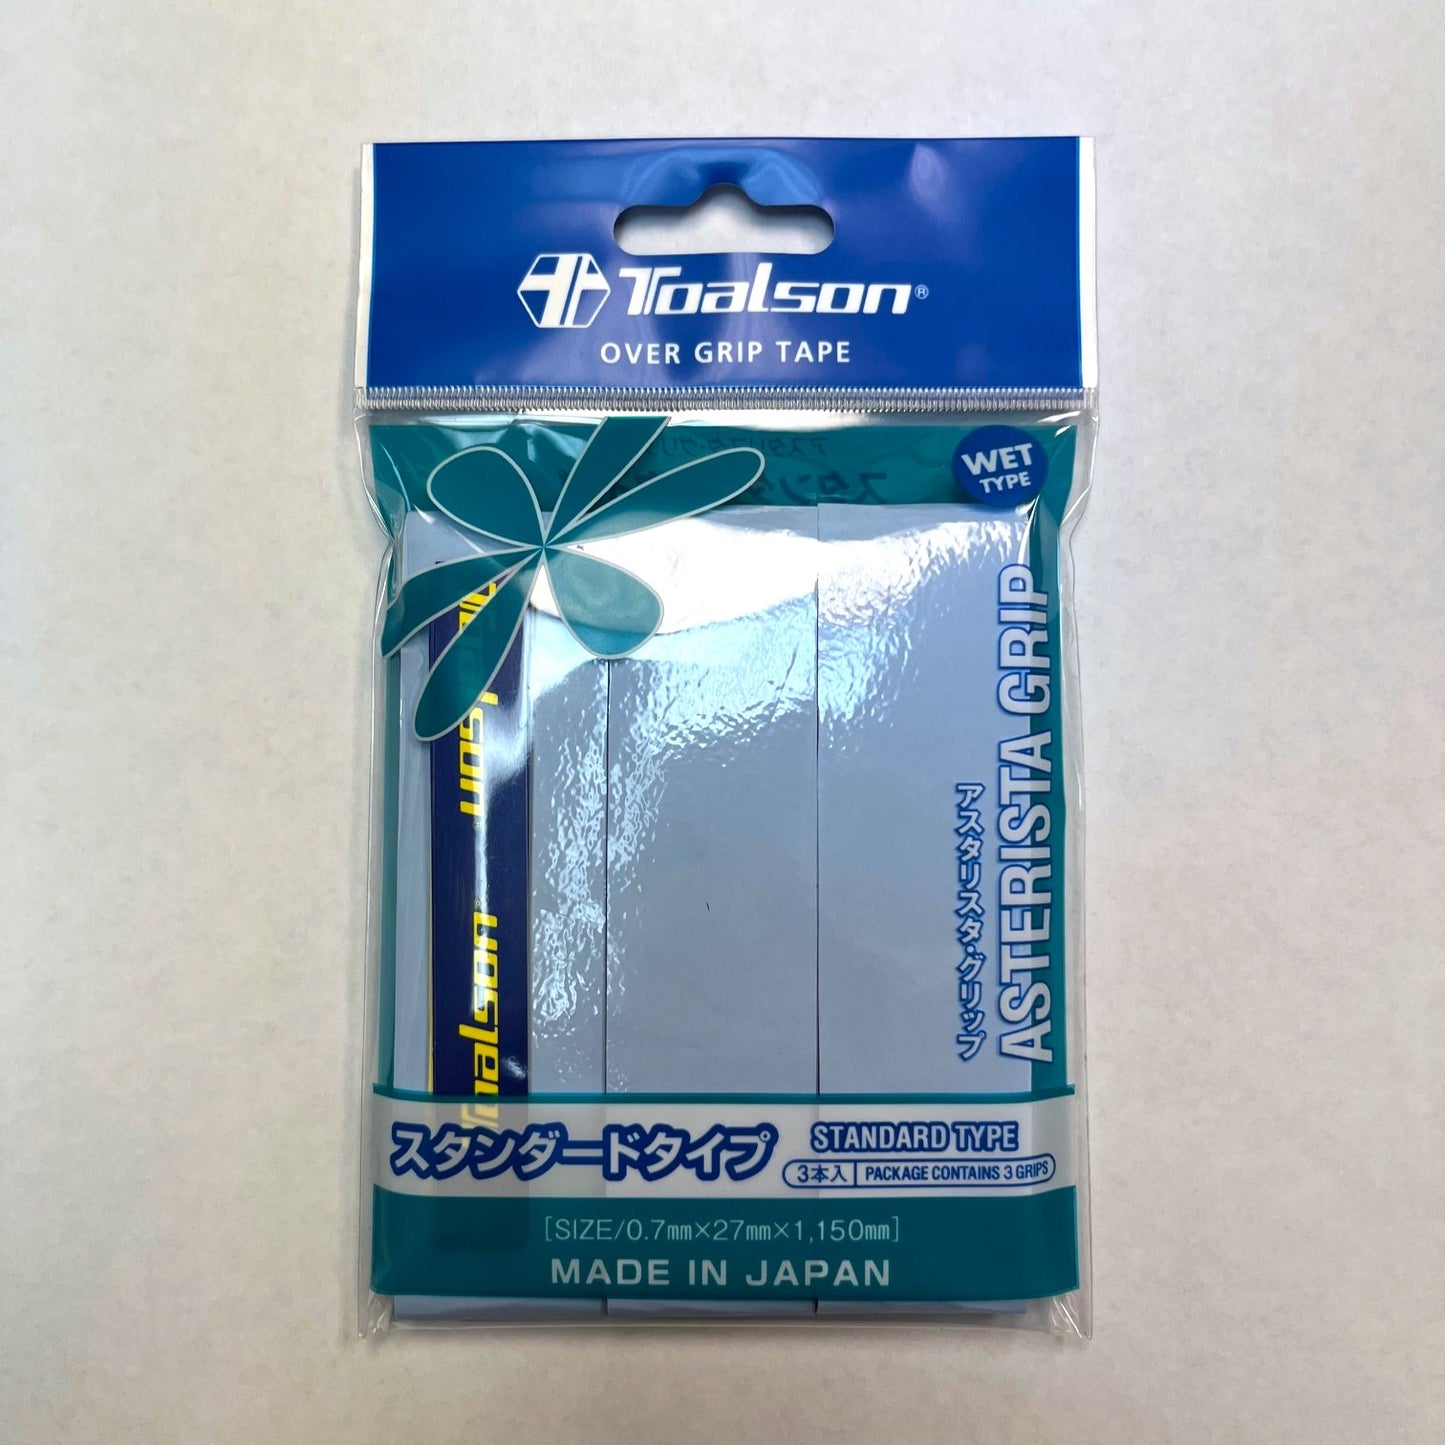 Toalson®
OVER GRIP TAPE
WET
TYPE
ASTERISTA GRIP
アスタリスタ・グリップ
Toalson
スタンダードタイプ
STANDARD TYPE
3本入 PACKAGE CONTAINS 3 GRIPS
[SIZE/0.7mm×27mm×1,150mm]
MADE IN JAPAN